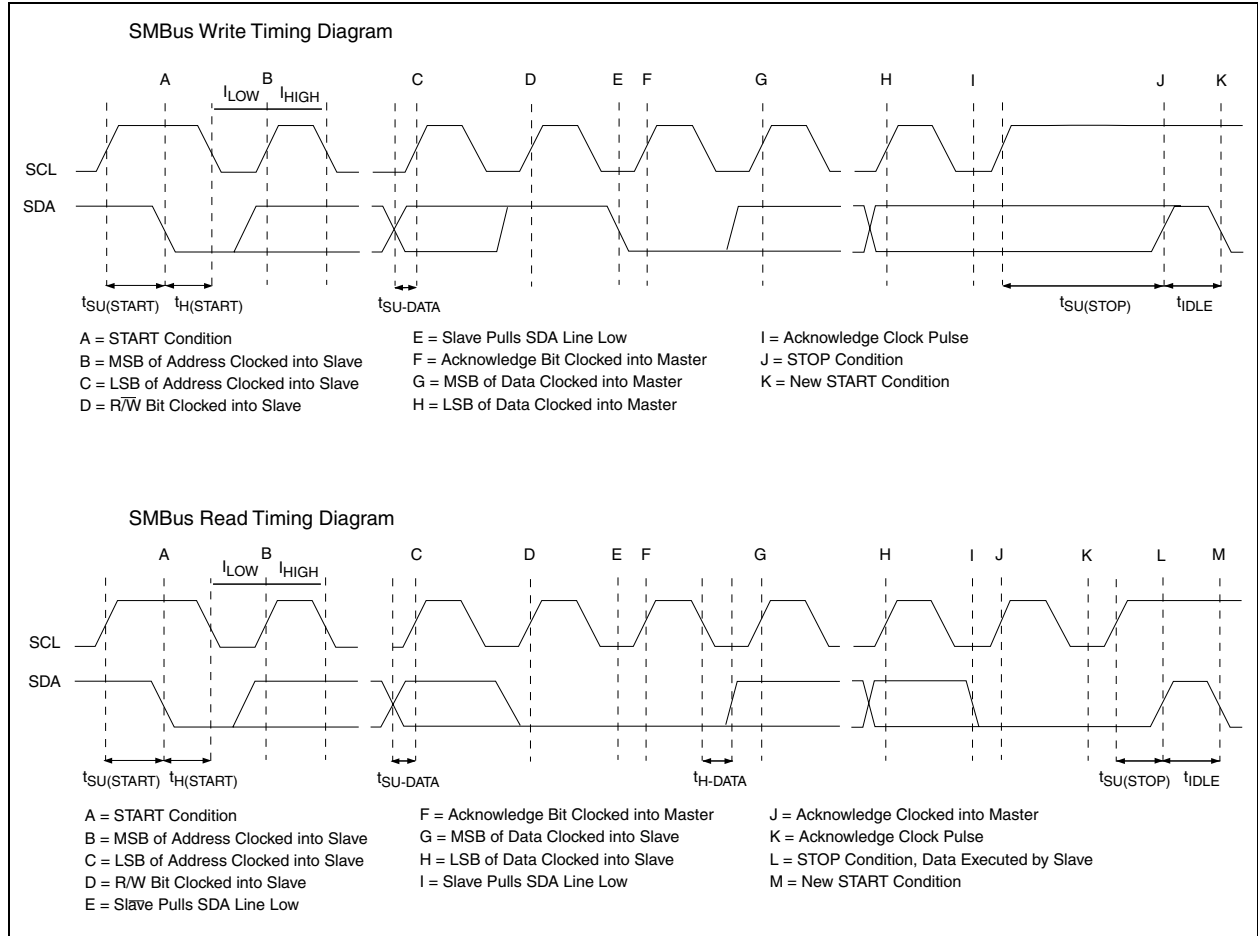 SMBus Write Timing Diagram
A B C D E F G H I J K
ILOW IHIGH
SCL
SDA
tSU(START) tH(START) tSU-DATA tSU(STOP) tIDLE
A = START Condition
B = MSB of Address Clocked into Slave
C = LSB of Address Clocked into Slave
D = R/W̅ Bit Clocked into Slave
E = Slave Pulls SDA Line Low
F = Acknowledge Bit Clocked into Master
G = MSB of Data Clocked into Master
H = LSB of Data Clocked into Master
I = Acknowledge Clock Pulse
J = STOP Condition
K = New START Condition
SMBus Read Timing Diagram
A B C D E F G H I J K L M
ILOW IHIGH
SCL
SDA
tSU(START) tH(START) tSU-DATA tH-DATA tSU(STOP) tIDLE
A = START Condition
B = MSB of Address Clocked into Slave
C = LSB of Address Clocked into Slave
D = R/W Bit Clocked into Slave
E = Slave Pulls SDA Line Low
F = Acknowledge Bit Clocked into Master
G = MSB of Data Clocked into Slave
H = LSB of Data Clocked into Slave
I = Slave Pulls SDA Line Low
J = Acknowledge Clocked into Master
K = Acknowledge Clock Pulse
L = STOP Condition, Data Executed by Slave
M = New START Condition